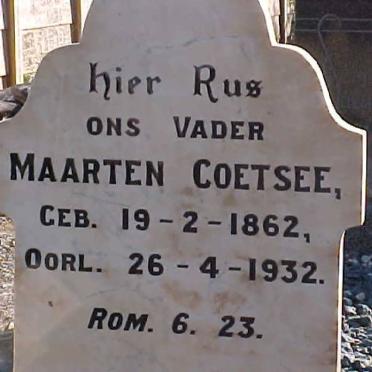 hier Rus
ONS VADER
MAARTEN COETSEE,
GEB. 19-2-1862,
OORL. 26-4-1932.
ROM. 6. 23.